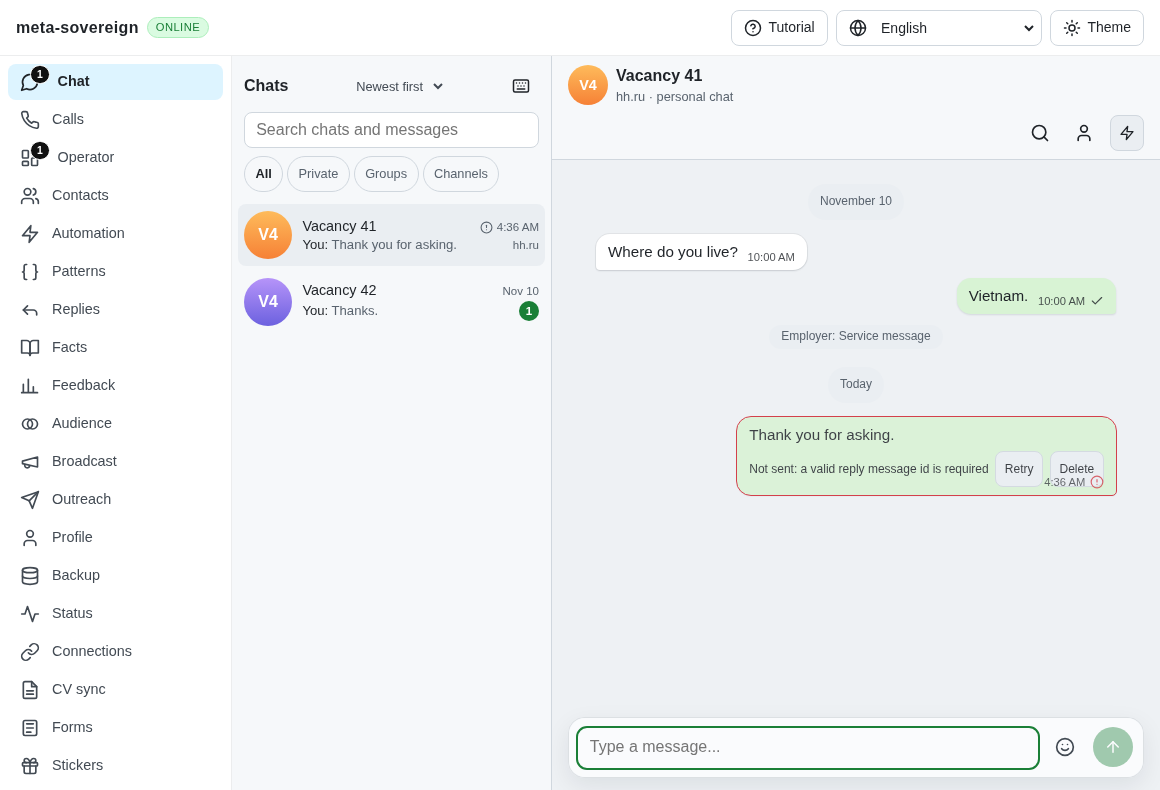 meta-sovereign
ONLINE
Tutorial
English
Theme
1
Chat
Calls
1
Operator
Contacts
Automation
Patterns
Replies
Facts
Feedback
Audience
Broadcast
Outreach
Profile
Backup
Status
Connections
CV sync
Forms
Stickers
Chats
Newest first
Search chats and messages
All
Private
Groups
Channels
V4
Vacancy 41
4:36 AM
You: Thank you for asking.
hh.ru
V4
Vacancy 42
Nov 10
You: Thanks.
1
V4
Vacancy 41
hh.ru · personal chat
November 10
Where do you live?
10:00 AM
Vietnam.
10:00 AM
Employer: Service message
Today
Thank you for asking.
Not sent: a valid reply message id is required
Retry
Delete
4:36 AM
Type a message...